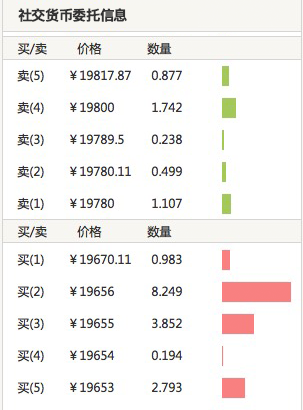 社交货币委托信息
买/卖 价格 数量
卖(5) ¥19817.87 0.877
卖(4) ¥19800 1.742
卖(3) ¥19789.5 0.238
卖(2) ¥19780.11 0.499
卖(1) ¥19780 1.107
买/卖 价格 数量
买(1) ¥19670.11 0.983
买(2) ¥19656 8.249
买(3) ¥19655 3.852
买(4) ¥19654 0.194
买(5) ¥19653 2.793